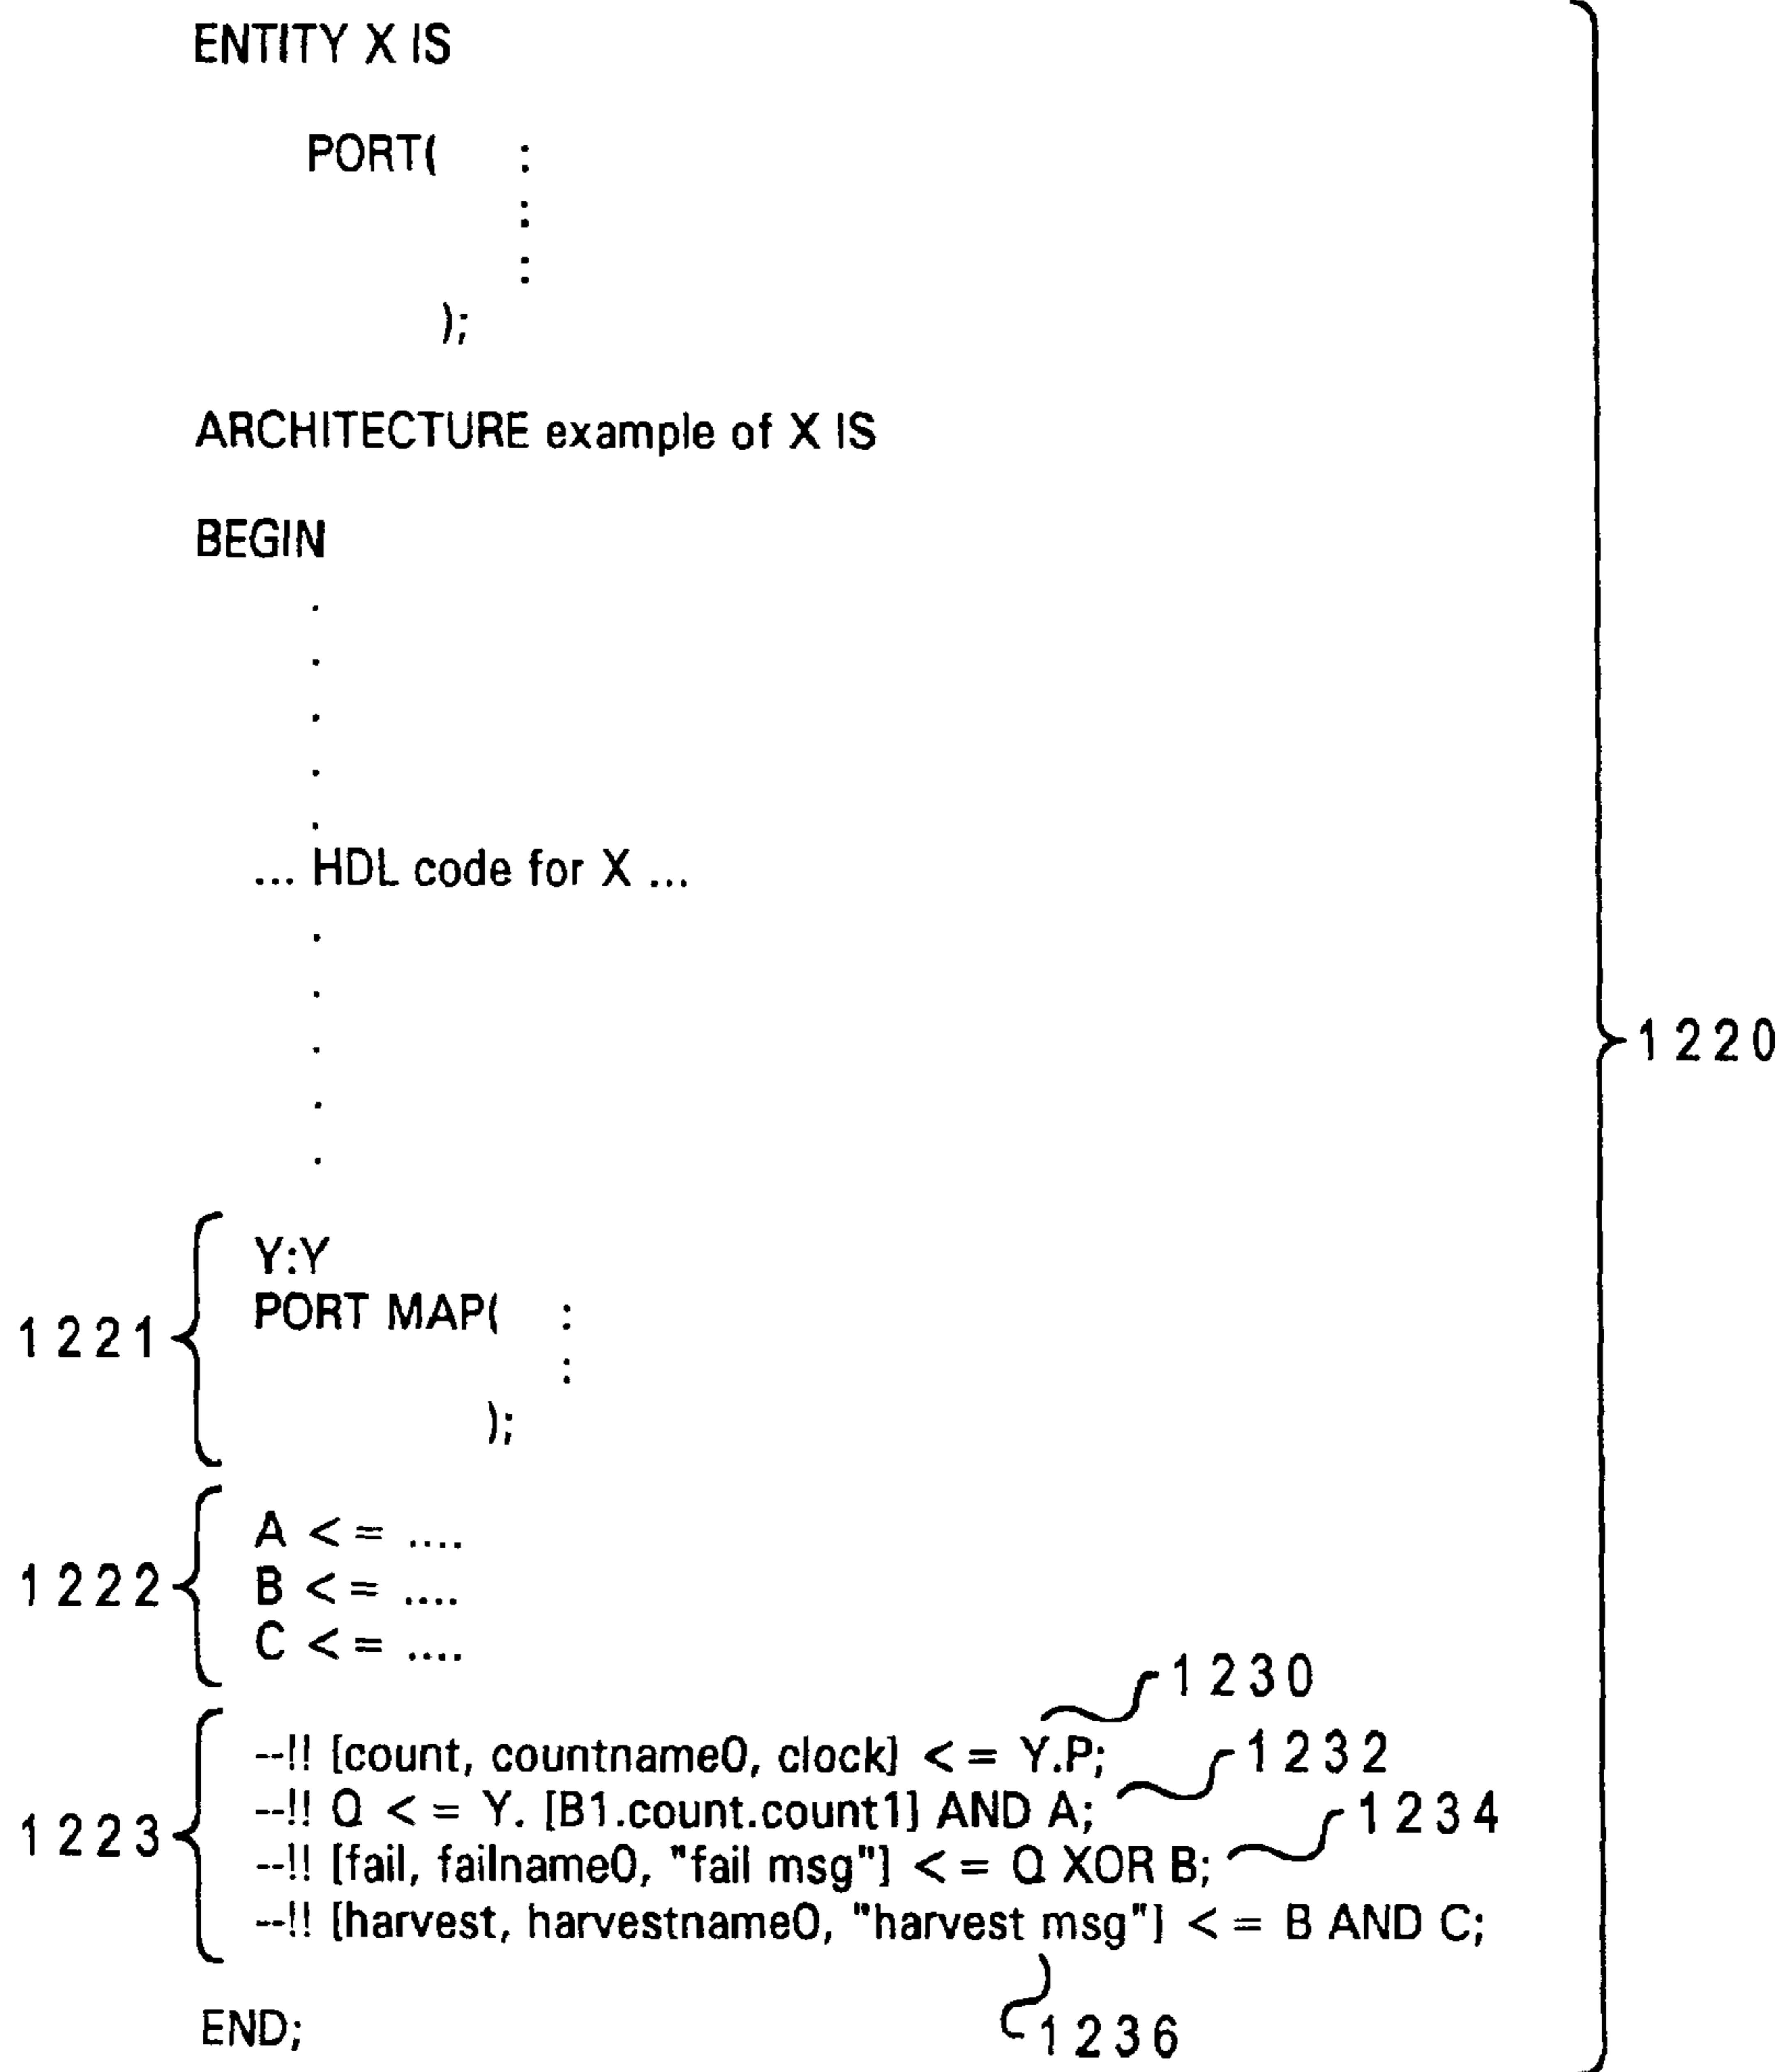 ENTITY X IS
PORT( :
:
:
);
ARCHITECTURE example of X IS
BEGIN
.
.
.
.
.
... HDL code for X ...
.
.
.
.
.
1220
Y:Y
PORT MAP( :
1221
:
);
A < = ....
1222 B < = ....
C < = ....
1230
--!! [count, countname0, clock] < = Y.P;
1232
--!! Q < = Y. [B1.count.count1] AND A;
1234
1223
--!! [fail, failname0, "fail msg"] < = Q XOR B;
--!! [harvest, harvestname0, "harvest msg"] < = B AND C;
END;
1236